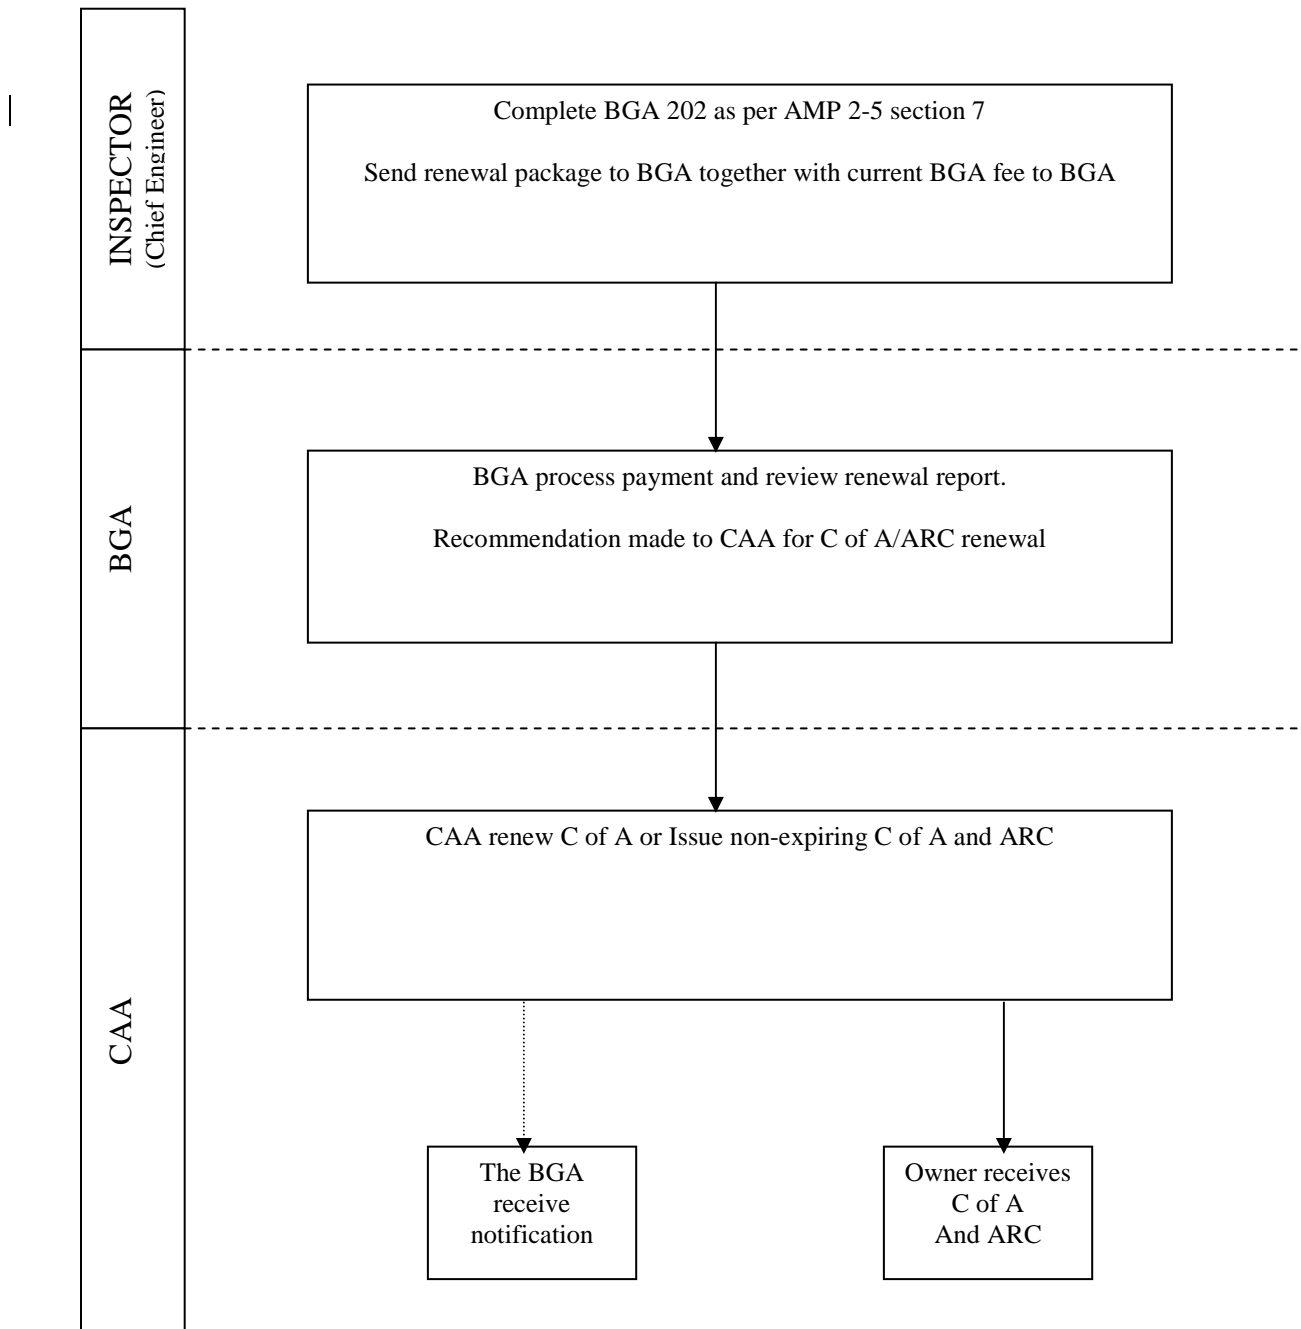 INSPECTOR
(Chief Engineer)
Complete BGA 202 as per AMP 2-5 section 7
Send renewal package to BGA together with current BGA fee to BGA
BGA
BGA process payment and review renewal report.
Recommendation made to CAA for C of A/ARC renewal
CAA
CAA renew C of A or Issue non-expiring C of A and ARC
The BGA
receive
notification
Owner receives
C of A
And ARC